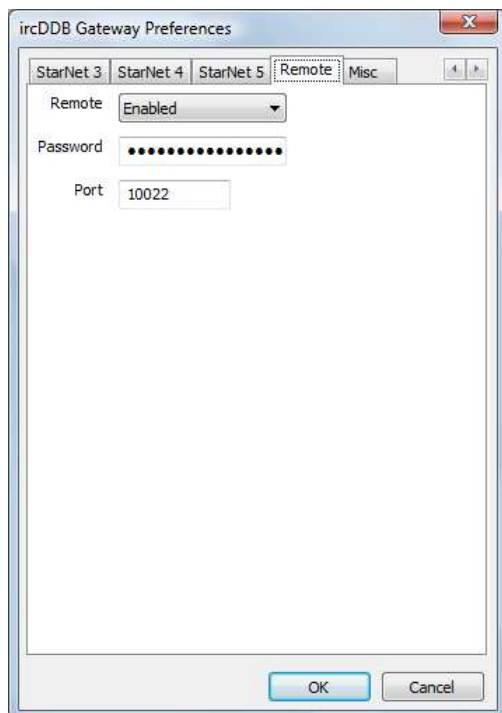 ircDDB Gateway Preferences
StarNet 3 StarNet 4 StarNet 5 Remote Misc
Remote Enabled
Password ●●●●●●●●●●●●●●●●
Port 10022
OK Cancel